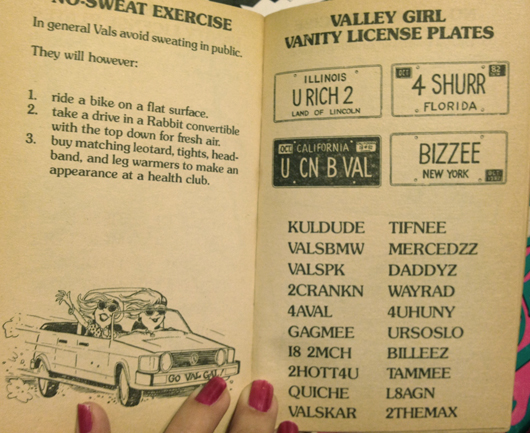 NO-SWEAT EXERCISE
In general Vals avoid sweating in public.
They will however:
1. ride a bike on a flat surface.
2. take a drive in a Rabbit convertible
with the top down for fresh air.
3. buy matching leotard, tights, head-
band, and leg warmers to make an
appearance at a health club.
GO VAL GAL!
VALLEY GIRL
VANITY LICENSE PLATES
ILLINOIS
U RICH 2
LAND OF LINCOLN
OCT 82
4 SHURR
FLORIDA
OCT CALIFORNIA
U CN B VAL
BIZZEE
NEW YORK
KULDUDE TIFNEE
VALSBMW MERCEDZZ
VALSPK DADDYZ
2CRANKN WAYRAD
4AVAL 4UHUNY
GAGMEE URSOSLO
I8 2MCH BILLEEZ
2HOTT4U TAMMEE
QUICHE L8AGN
VALSKAR 2THEMAX